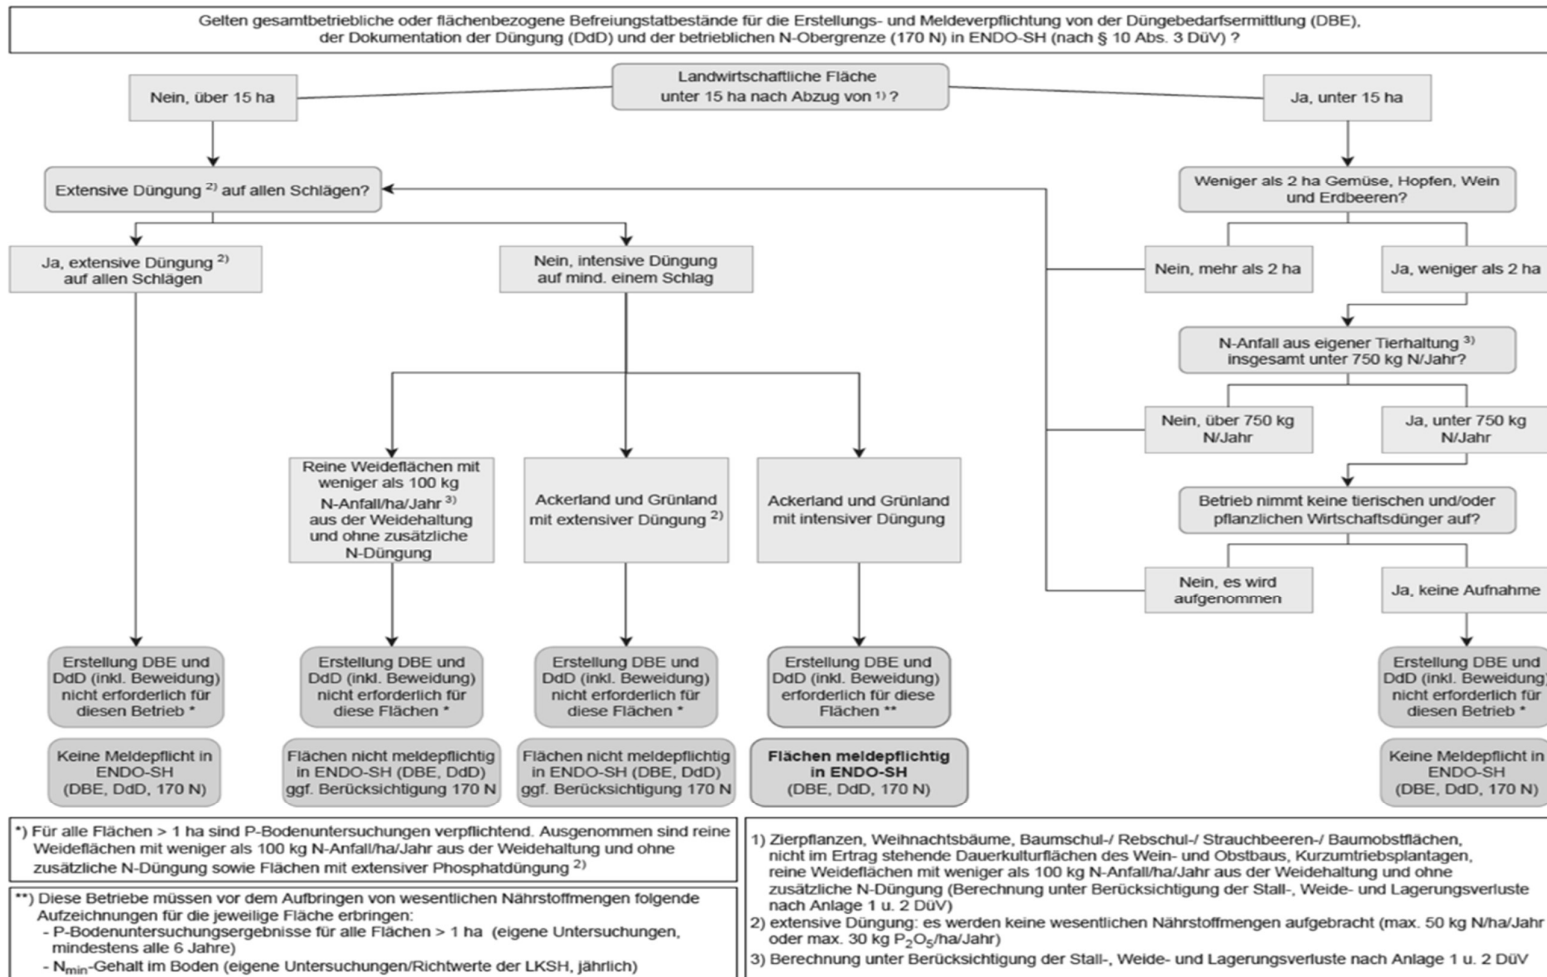 Gelten gesamtbetriebliche oder flächenbezogene Befreiungstatbestände für die Erstellungs- und Meldeverpflichtung von der Düngebedarfsermittlung (DBE),
der Dokumentation der Düngung (DdD) und der betrieblichen N-Obergrenze (170 N) in ENDO-SH (nach § 10 Abs. 3 DüV) ?
Landwirtschaftliche Fläche
unter 15 ha nach Abzug von 1) ?
Nein, über 15 ha
Ja, unter 15 ha
Extensive Düngung 2) auf allen Schlägen?
Weniger als 2 ha Gemüse, Hopfen, Wein
und Erdbeeren?
Ja, extensive Düngung 2)
auf allen Schlägen
Nein, intensive Düngung
auf mind. einem Schlag
Nein, mehr als 2 ha
Ja, weniger als 2 ha
N-Anfall aus eigener Tierhaltung 3)
insgesamt unter 750 kg N/Jahr?
Nein, über 750 kg
N/Jahr
Ja, unter 750 kg
N/Jahr
Reine Weideflächen mit
weniger als 100 kg
N-Anfall/ha/Jahr 3)
aus der Weidehaltung
und ohne zusätzliche
N-Düngung
Ackerland und Grünland
mit extensiver Düngung 2)
Ackerland und Grünland
mit intensiver Düngung
Betrieb nimmt keine tierischen und/oder
pflanzlichen Wirtschaftsdünger auf?
Nein, es wird
aufgenommen
Ja, keine Aufnahme
Erstellung DBE und
DdD (inkl. Beweidung)
nicht erforderlich für
diesen Betrieb *
Erstellung DBE und
DdD (inkl. Beweidung)
nicht erforderlich für
diese Flächen *
Erstellung DBE und
DdD (inkl. Beweidung)
nicht erforderlich für
diese Flächen *
Erstellung DBE und
DdD (inkl. Beweidung)
erforderlich für diese
Flächen **
Erstellung DBE und
DdD (inkl. Beweidung)
nicht erforderlich für
diesen Betrieb *
Keine Meldepflicht in
ENDO-SH
(DBE, DdD, 170 N)
Flächen nicht meldepflichtig
in ENDO-SH (DBE, DdD)
ggf. Berücksichtigung 170 N
Flächen nicht meldepflichtig
in ENDO-SH (DBE, DdD)
ggf. Berücksichtigung 170 N
Flächen meldepflichtig
in ENDO-SH
(DBE, DdD, 170 N)
Keine Meldepflicht in
ENDO-SH
(DBE, DdD, 170 N)
*) Für alle Flächen > 1 ha sind P-Bodenuntersuchungen verpflichtend. Ausgenommen sind reine
Weideflächen mit weniger als 100 kg N-Anfall/ha/Jahr aus der Weidehaltung und ohne
zusätzliche N-Düngung sowie Flächen mit extensiver Phosphatdüngung 2)
**) Diese Betriebe müssen vor dem Aufbringen von wesentlichen Nährstoffmengen folgende
Aufzeichnungen für die jeweilige Fläche erbringen:
- P-Bodenuntersuchungsergebnisse für alle Flächen > 1 ha (eigene Untersuchungen,
mindestens alle 6 Jahre)
- Nmin-Gehalt im Boden (eigene Untersuchungen/Richtwerte der LKSH, jährlich)
1) Zierpflanzen, Weihnachtsbäume, Baumschul-/ Rebschul-/ Strauchbeeren-/ Baumobstflächen,
nicht im Ertrag stehende Dauerkulturflächen des Wein- und Obstbaus, Kurzumtriebsplantagen,
reine Weideflächen mit weniger als 100 kg N-Anfall/ha/Jahr aus der Weidehaltung und ohne
zusätzliche N-Düngung (Berechnung unter Berücksichtigung der Stall-, Weide- und Lagerungsverluste
nach Anlage 1 u. 2 DüV)
2) extensive Düngung: es werden keine wesentlichen Nährstoffmengen aufgebracht (max. 50 kg N/ha/Jahr
oder max. 30 kg P2O5/ha/Jahr)
3) Berechnung unter Berücksichtigung der Stall-, Weide- und Lagerungsverluste nach Anlage 1 u. 2 DüV